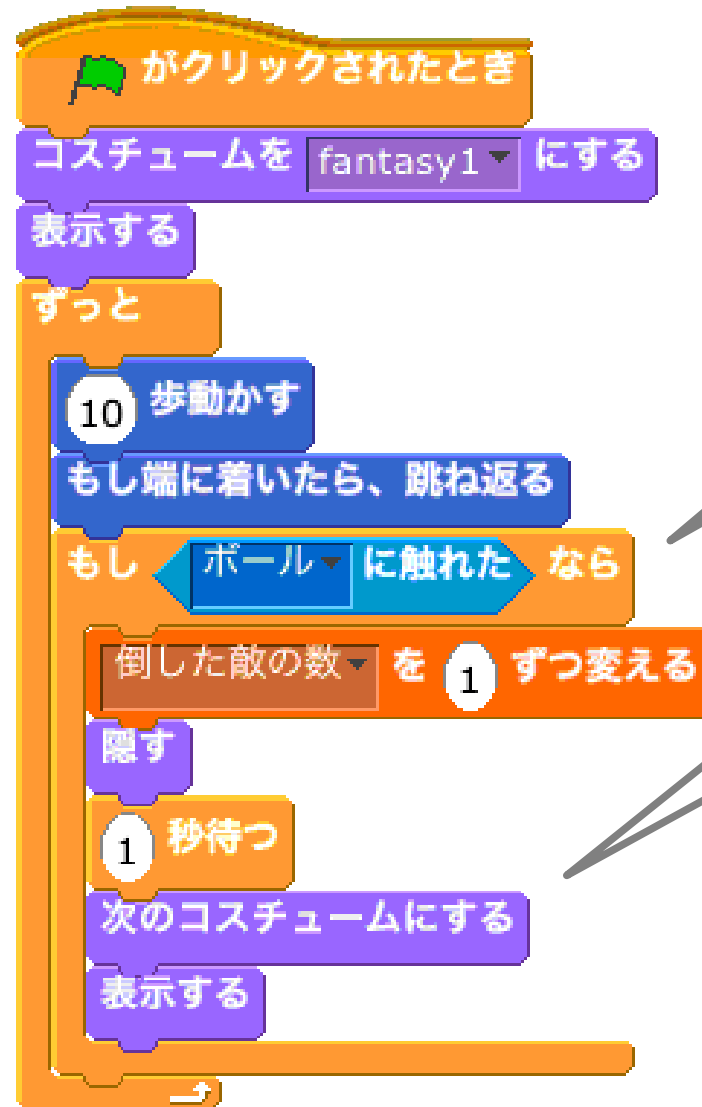 がクリックされたとき
コスチュームを fantasy1 にする
表示する
ずっと
10 歩動かす
もし端に着いたら、跳ね返る
もし ボール に触れた なら
倒した敵の数 を 1 ずつ変える
隠す
1 秒待つ
次のコスチュームにする
表示する